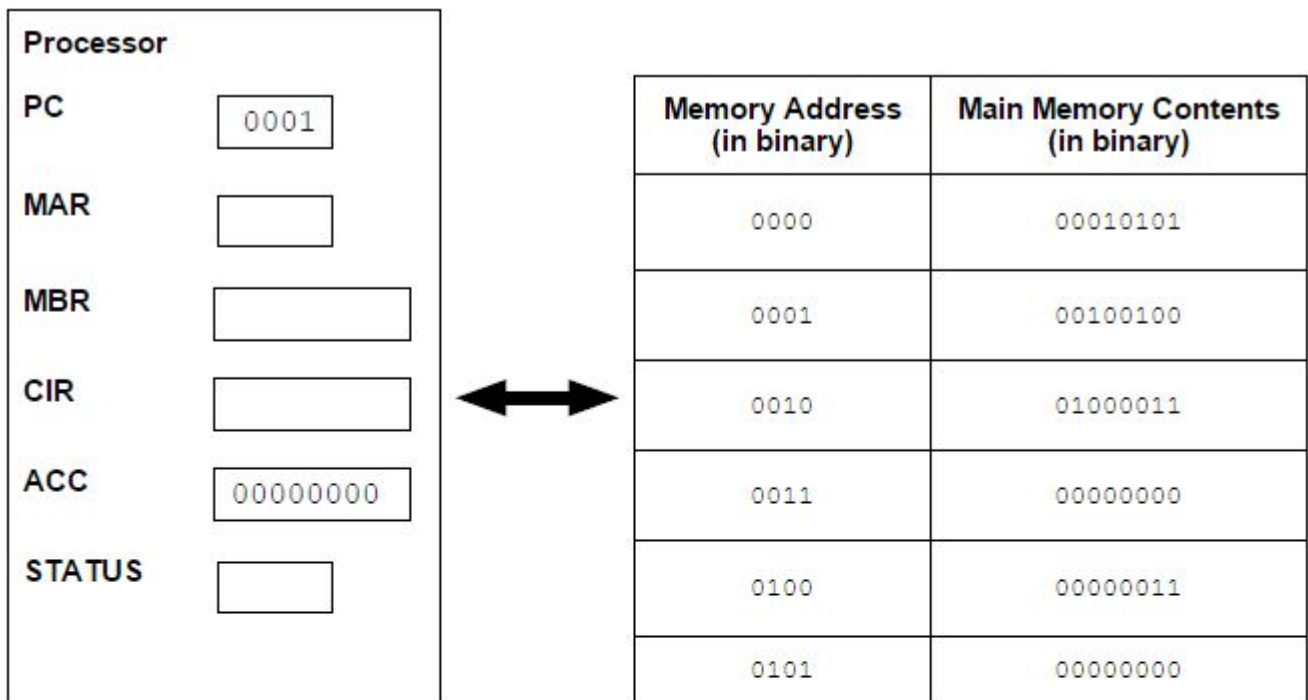 Processor
PC 0001
MAR
MBR
CIR
ACC 00000000
STATUS
Memory Address (in binary) Main Memory Contents (in binary)
0000 00010101
0001 00100100
0010 01000011
0011 00000000
0100 00000011
0101 00000000